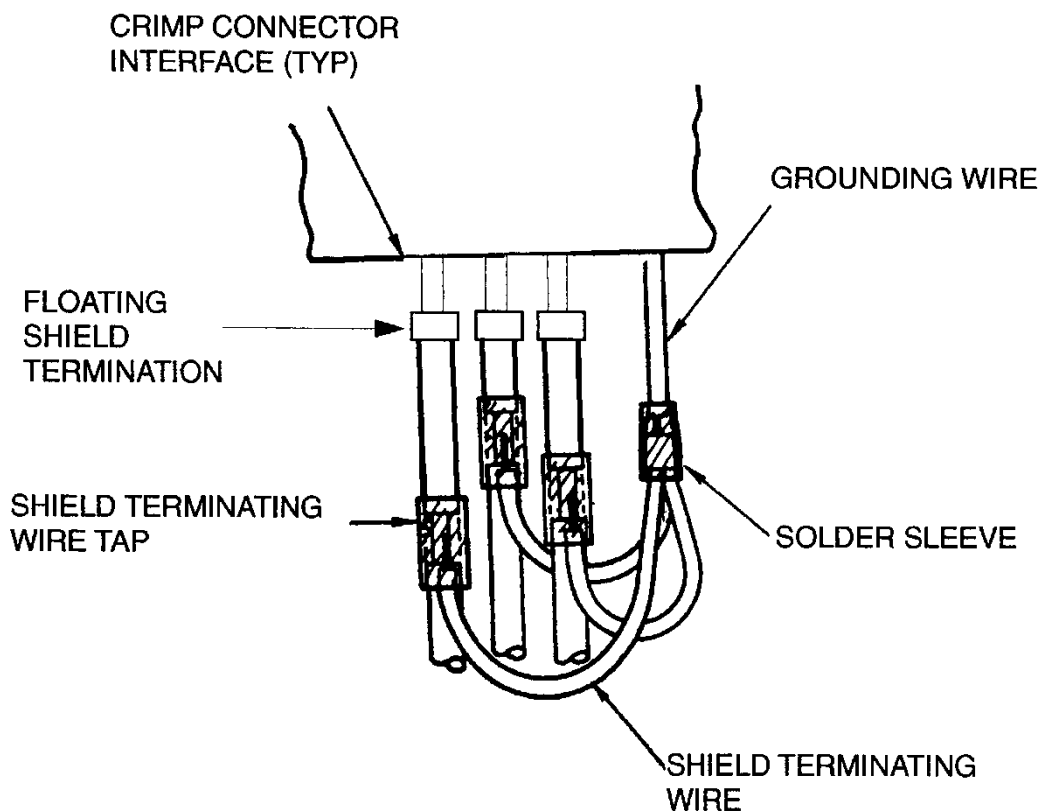 CRIMP CONNECTOR
INTERFACE (TYP)
GROUNDING WIRE
FLOATING
SHIELD
TERMINATION
SHIELD TERMINATING
WIRE TAP
SOLDER SLEEVE
SHIELD TERMINATING
WIRE